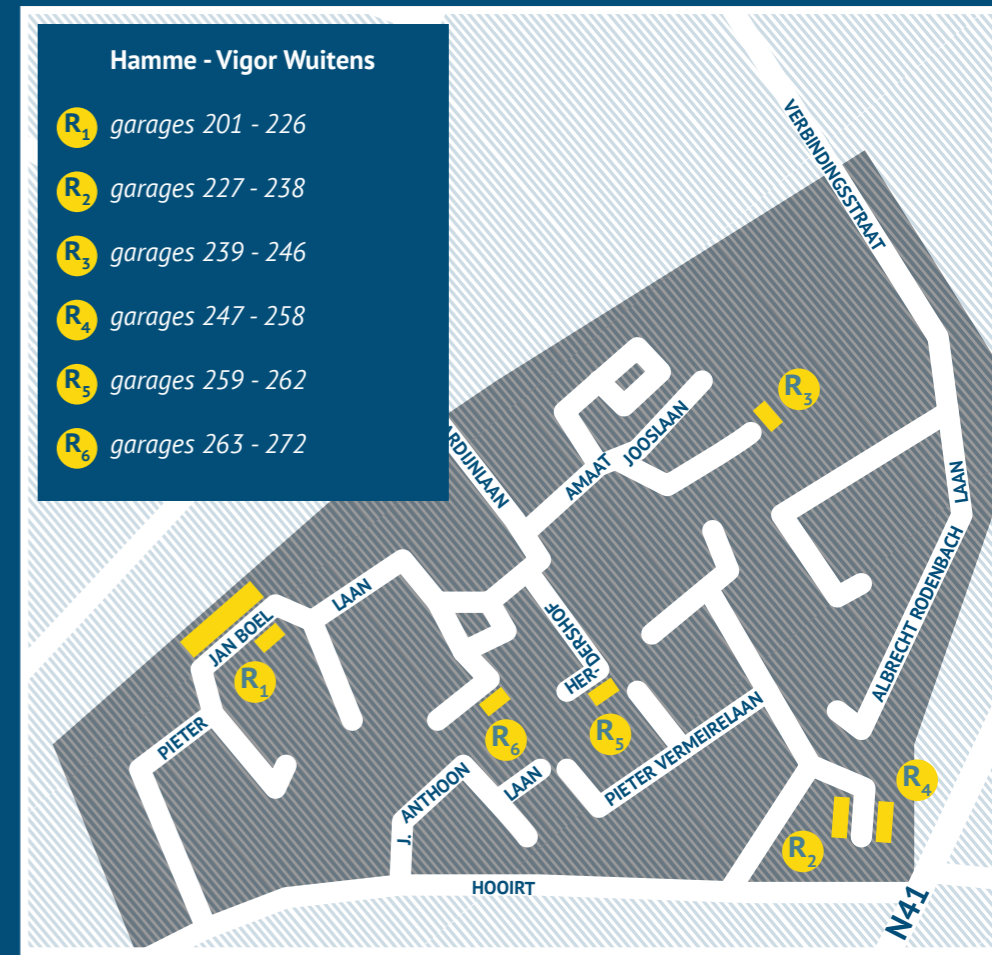 Hamme - Vigor Wuitens
R1 garages 201 - 226
R2 garages 227 - 238
R3 garages 239 - 246
R4 garages 247 - 258
R5 garages 259 - 262
R6 garages 263 - 272
VERBINDINGSSTRAAT
R3
ARDIJNLAAN
AMAAT JOOSLAAN
LAAN
ALBRECHT RODENBACH
LAAN
JAN BOEL
PIETER
R1
HER-
DERSHOF
R6
R5
PIETER VERMEIRELAAN
J. ANTHOON
LAAN
R4
R2
HOOIRT
N41